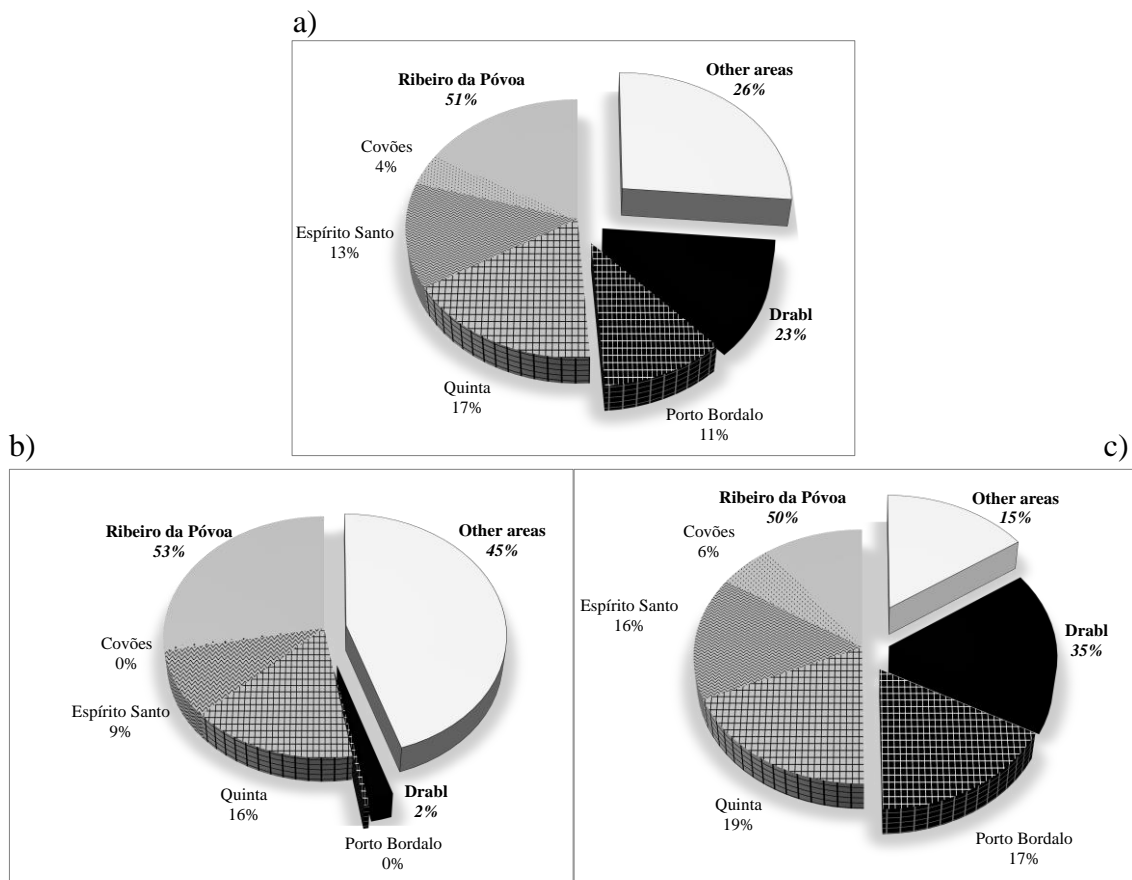 a)
Other areas
26%
Ribeiro da Póvoa
51%
Covões
4%
Espírito Santo
13%
Drabl
23%
Quinta
17%
Porto Bordalo
11%
b)
Ribeiro da Póvoa
53%
Other areas
45%
Covões
0%
Espírito Santo
9%
Quinta
16%
Drabl
2%
Porto Bordalo
0%
c)
Ribeiro da Póvoa
50%
Other areas
15%
Covões
6%
Espírito Santo
16%
Drabl
35%
Quinta
19%
Porto Bordalo
17%